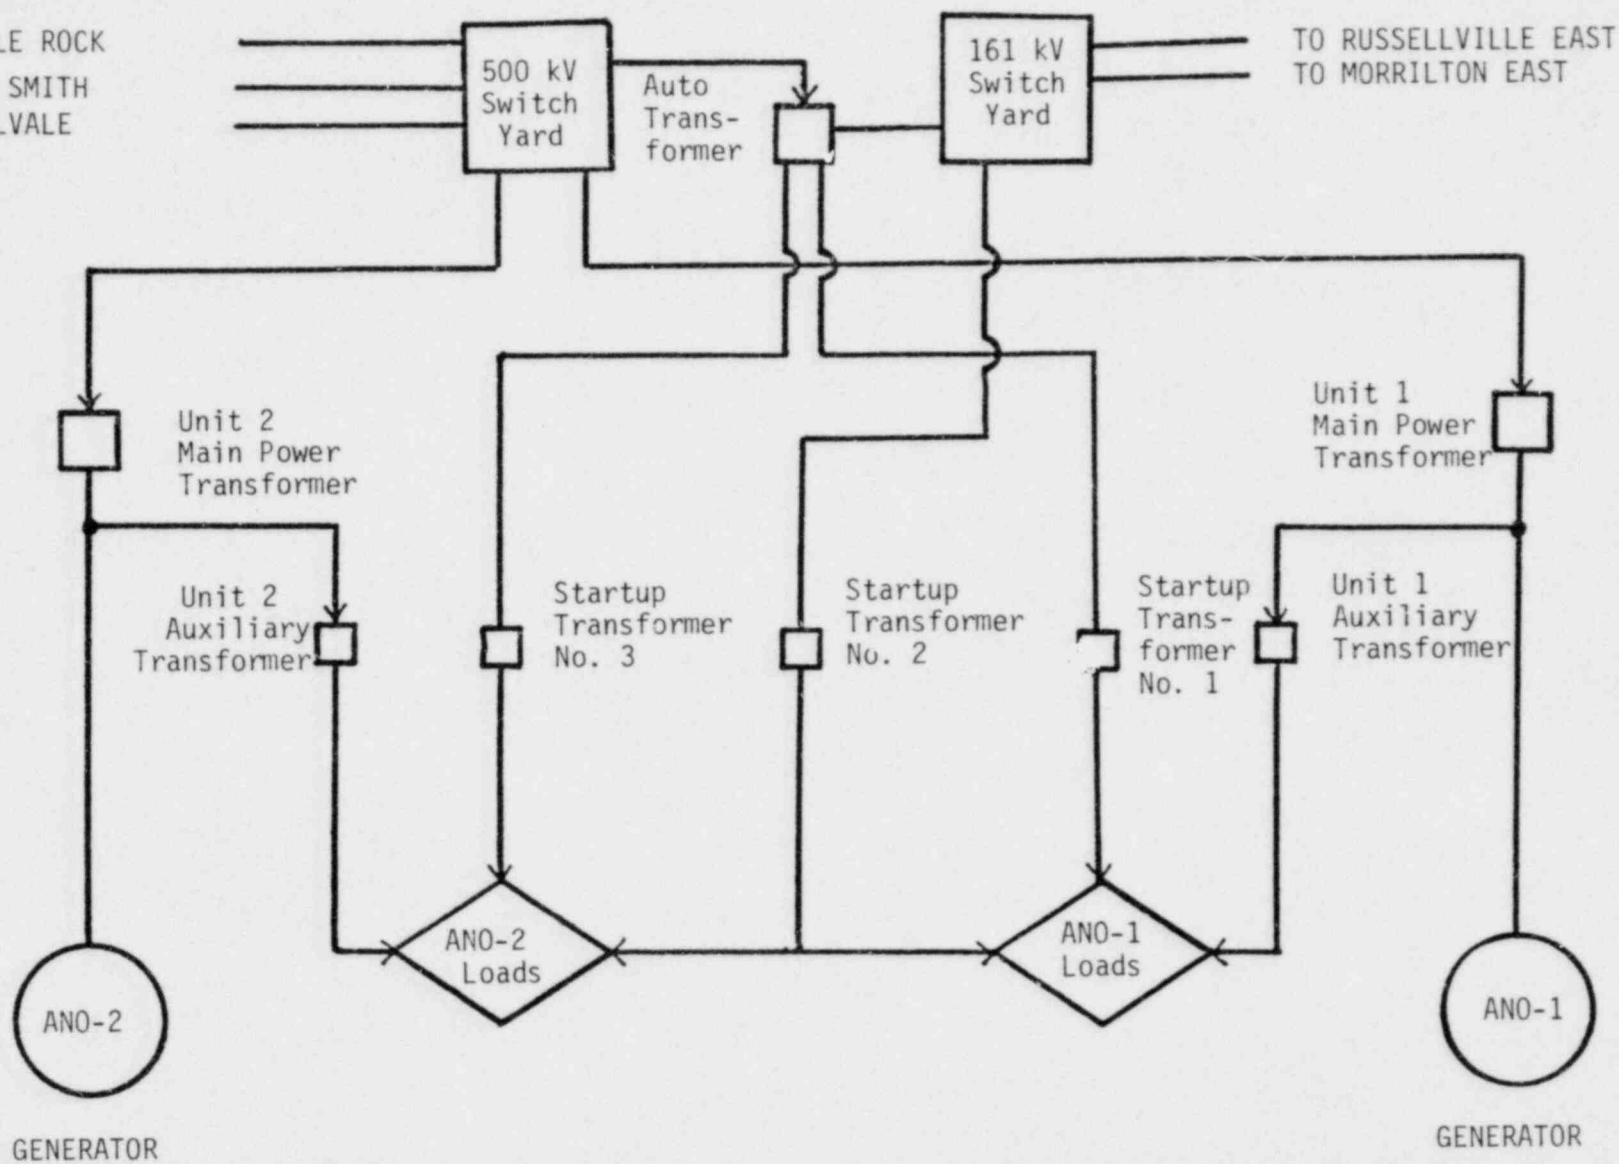 LE ROCK
SMITH
LVALE
500 kV
Switch
Yard
Auto
Trans-
former
161 kV
Switch
Yard
TO RUSSELLVILLE EAST
TO MORRILTON EAST
Unit 2
Main Power
Transformer
Unit 1
Main Power
Transformer
Unit 2
Auxiliary
Transformer
Startup
Transformer
No. 3
Startup
Transformer
No. 2
Startup
Trans-
former
No. 1
Unit 1
Auxiliary
Transformer
ANO-2
Loads
ANO-1
Loads
ANO-2
ANO-1
GENERATOR
GENERATOR